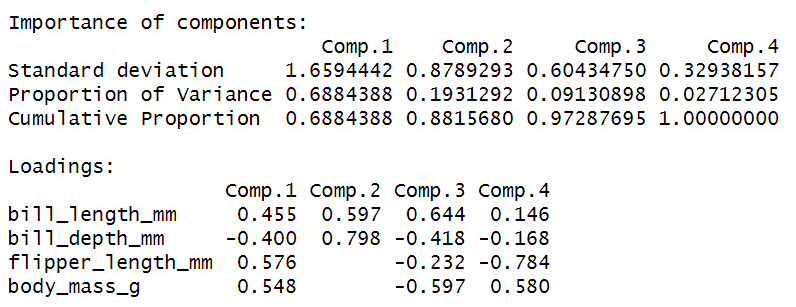 Importance of components:
                          Comp.1    Comp.2     Comp.3     Comp.4
Standard deviation     1.6594442 0.8789293 0.60434750 0.32938157
Proportion of Variance 0.6884388 0.1931292 0.09130898 0.02712305
Cumulative Proportion  0.6884388 0.8815680 0.97287695 1.00000000

Loadings:
                  Comp.1 Comp.2 Comp.3 Comp.4
bill_length_mm     0.455  0.597  0.644  0.146
bill_depth_mm     -0.400  0.798 -0.418 -0.168
flipper_length_mm  0.576        -0.232 -0.784
body_mass_g        0.548        -0.597  0.580